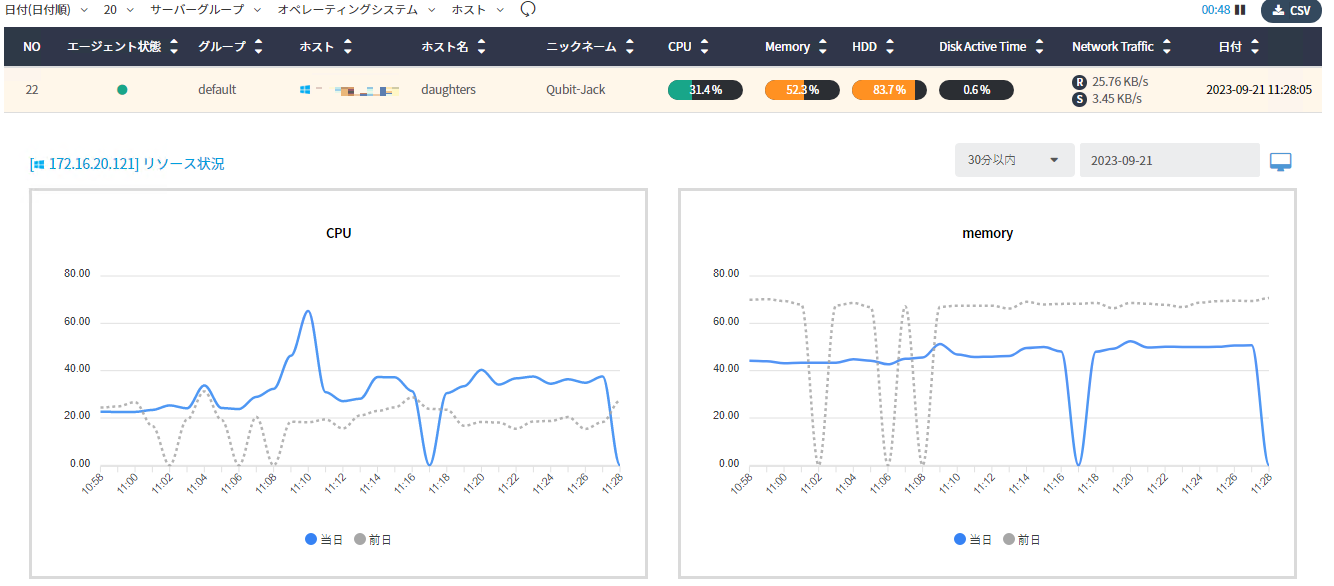 日付(日付順) 20 サーバーグループ オペレーティングシステム ホスト 00:48 CSV
NO エージェント状態 グループ ホスト ホスト名 ニックネーム CPU Memory HDD Disk Active Time Network Traffic 日付
22 default daughters Qubit-Jack 31.4 % 52.3 % 83.7 % 0.6 % R 25.76 KB/s 2023-09-21 11:28:05
S 3.45 KB/s
[172.16.20.121] リソース状況 30分以内 2023-09-21
CPU
80.00
60.00
40.00
20.00
0.00
10:58 11:00 11:02 11:04 11:06 11:08 11:10 11:12 11:14 11:16 11:18 11:20 11:22 11:24 11:26 11:28
当日 前日
memory
80.00
60.00
40.00
20.00
0.00
10:58 11:00 11:02 11:04 11:06 11:08 11:10 11:12 11:14 11:16 11:18 11:20 11:22 11:24 11:26 11:28
当日 前日